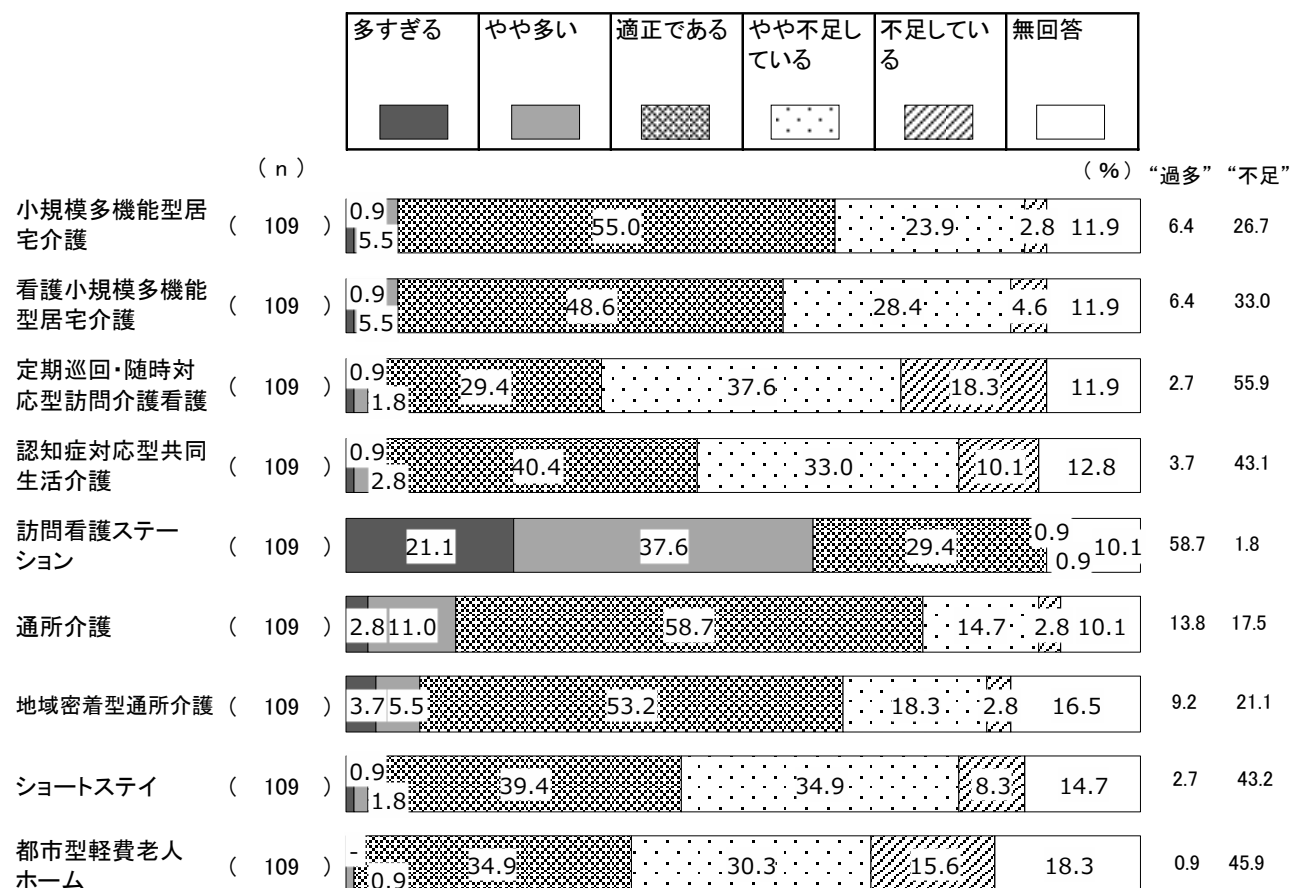 多すぎる やや多い 適正である やや不足し 不足してい 無回答
ている る
（ｎ） （％） “過多” “不足”
小規模多機能型居
宅介護
（ 109 ） 0.9 5.5 55.0 23.9 2.8 11.9 6.4 26.7
看護小規模多機能
型居宅介護
（ 109 ） 0.9 5.5 48.6 28.4 4.6 11.9 6.4 33.0
定期巡回・随時対
応型訪問介護看護
（ 109 ） 0.9 1.8 29.4 37.6 18.3 11.9 2.7 55.9
認知症対応型共同
生活介護
（ 109 ） 0.9 2.8 40.4 33.0 10.1 12.8 3.7 43.1
訪問看護ステー
ション
（ 109 ） 21.1 37.6 29.4 0.9 0.9 10.1 58.7 1.8
通所介護 （ 109 ） 2.8 11.0 58.7 14.7 2.8 10.1 13.8 17.5
地域密着型通所介護 （ 109 ） 3.7 5.5 53.2 18.3 2.8 16.5 9.2 21.1
ショートステイ （ 109 ） 0.9 1.8 39.4 34.9 8.3 14.7 2.7 43.2
都市型軽費老人
ホーム
（ 109 ） - 0.9 34.9 30.3 15.6 18.3 0.9 45.9